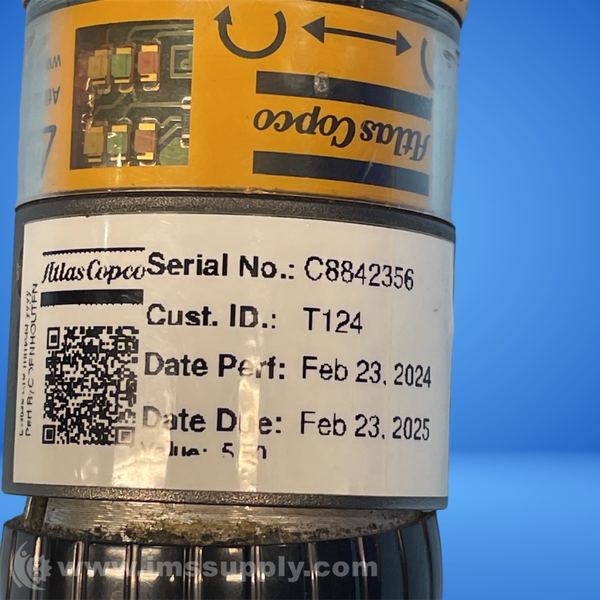 Atlas Copco
Atlas Copco
Serial No.: C8842356
Cust. ID.: T124
Date Perf: Feb 23, 2024
Date Due: Feb 23, 2025
Value:
www.imssupply.com